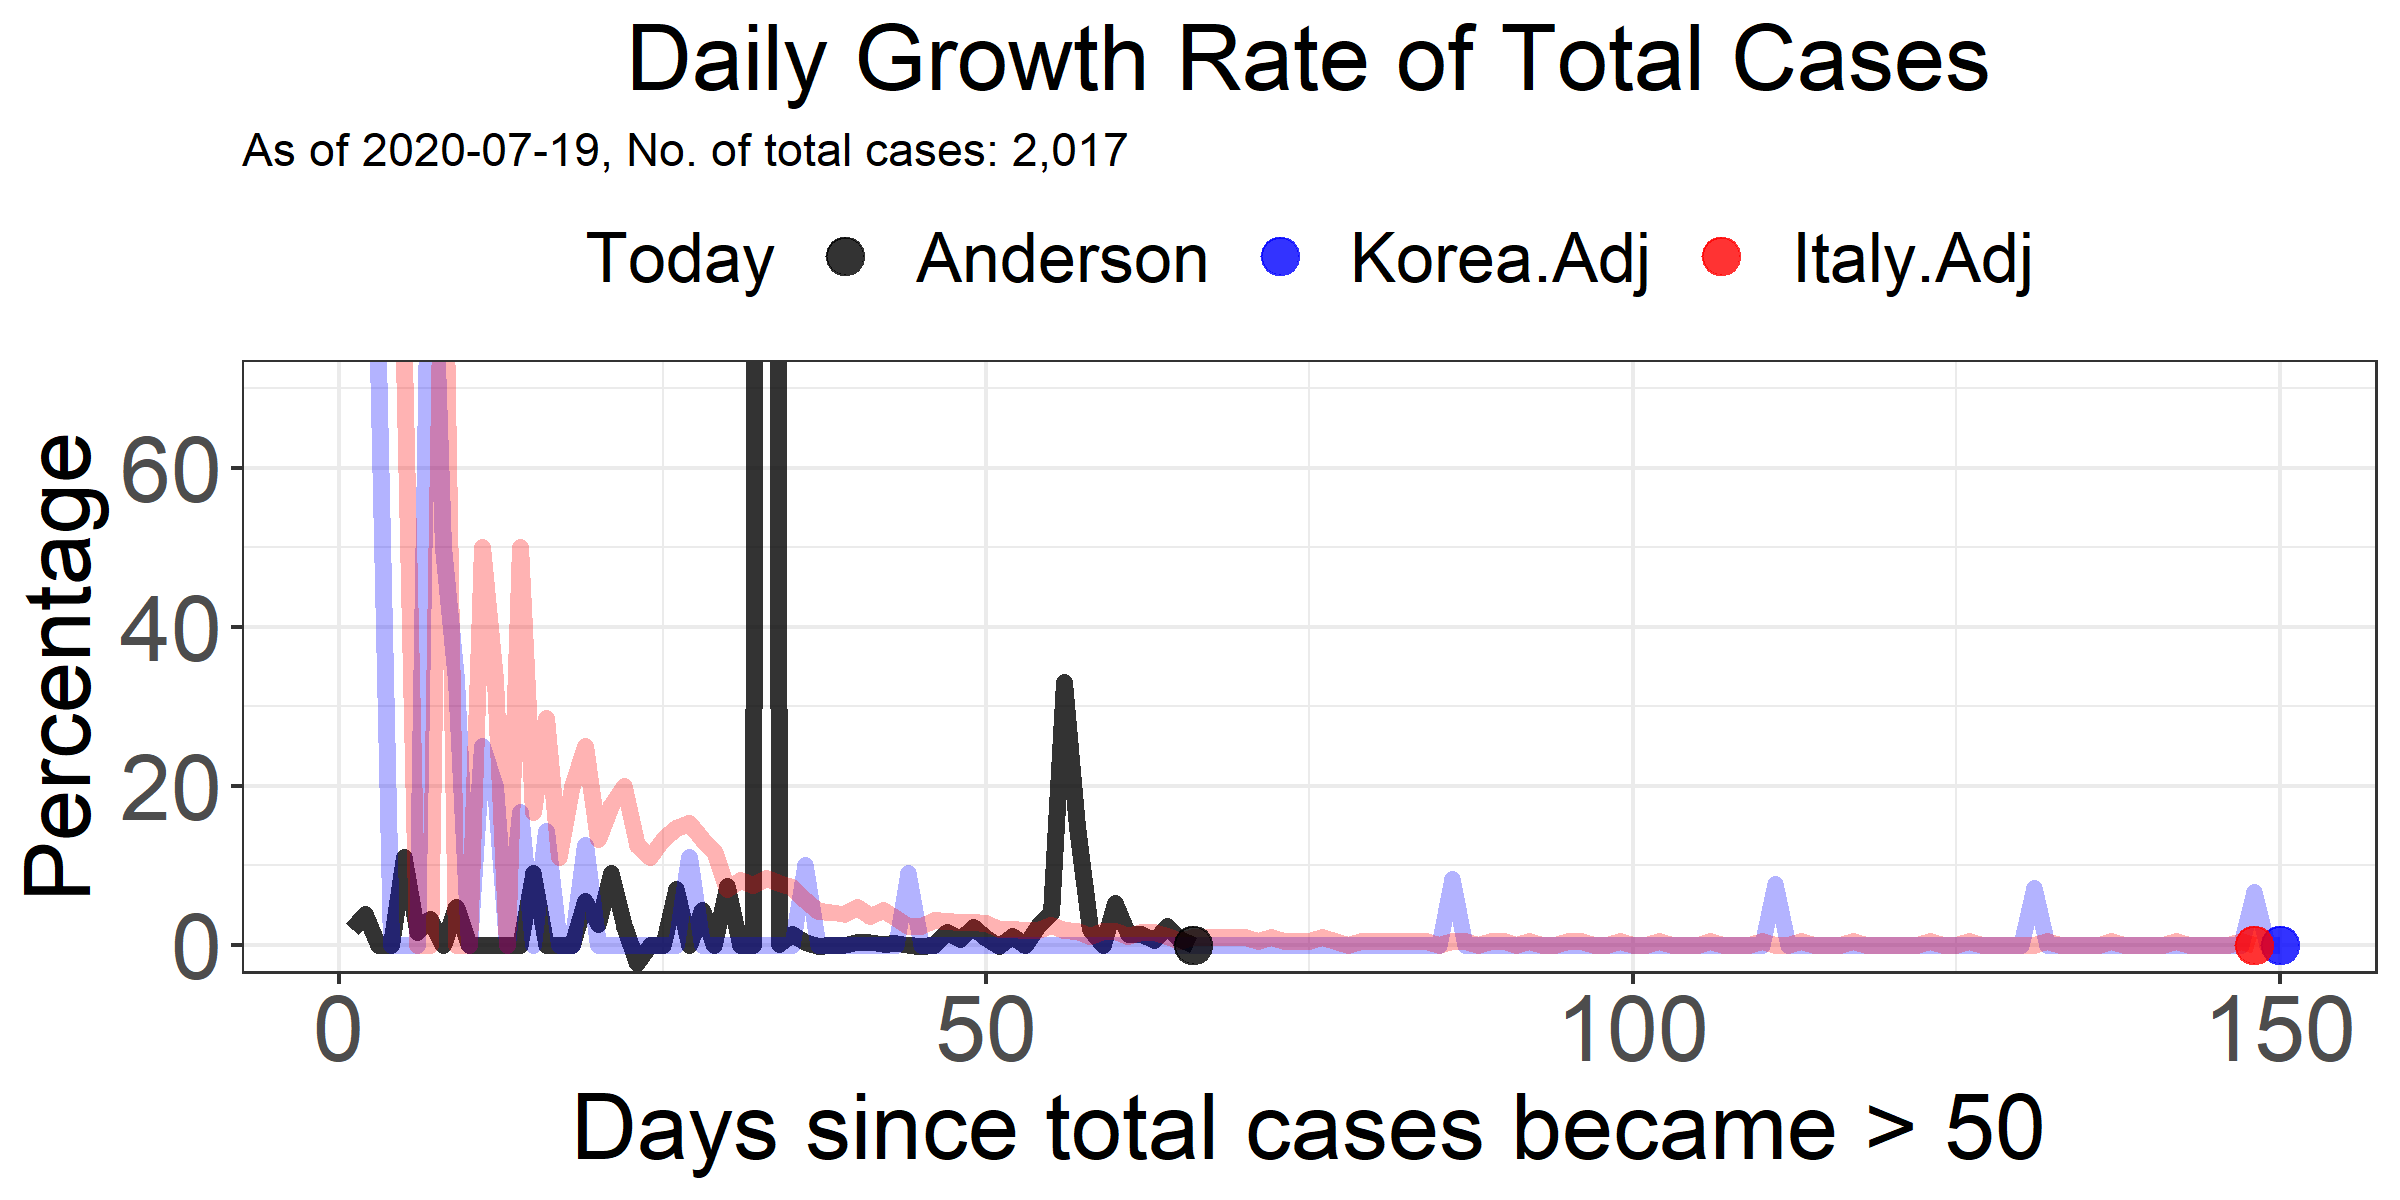 Daily Growth Rate of Total Cases
As of 2020-07-19, No. of total cases: 2,017
Today Anderson Korea.Adj Italy.Adj
Percentage
60
40
20
0
0 50 100 150
Days since total cases became > 50